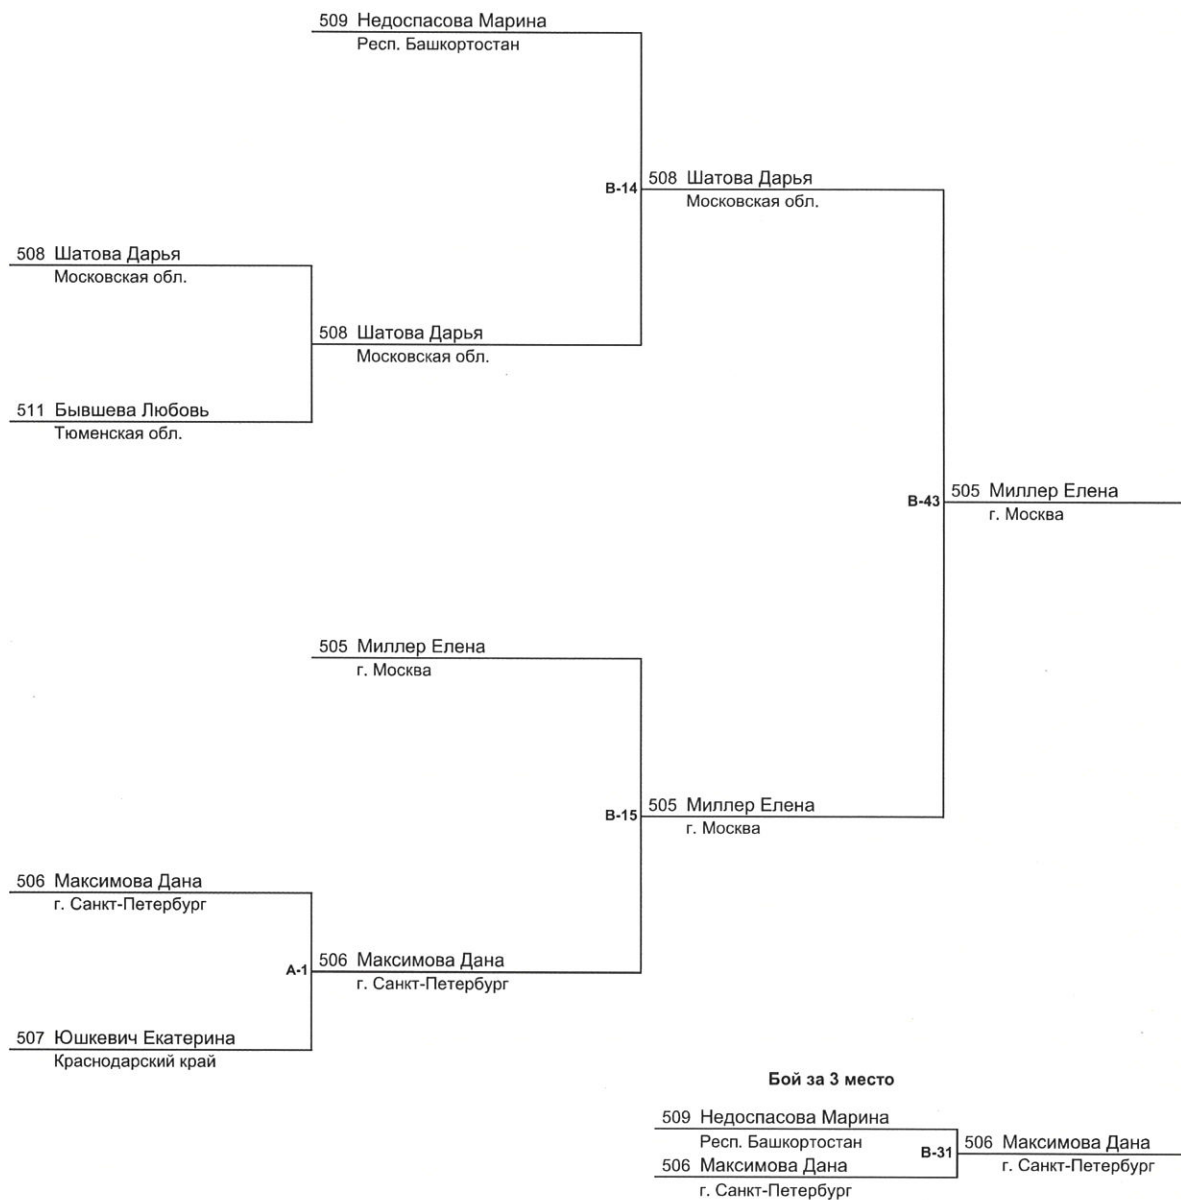 509 Недоспасова Марина
Респ. Башкортостан
B-14
508 Шатова Дарья
Московская обл.
508 Шатова Дарья
Московская обл.
508 Шатова Дарья
Московская обл.
511 Бывшева Любовь
Тюменская обл.
B-43
505 Миллер Елена
г. Москва
505 Миллер Елена
г. Москва
B-15
505 Миллер Елена
г. Москва
506 Максимова Дана
г. Санкт-Петербург
A-1
506 Максимова Дана
г. Санкт-Петербург
507 Юшкевич Екатерина
Краснодарский край
Бой за 3 место
509 Недоспасова Марина
Респ. Башкортостан
B-31
506 Максимова Дана
г. Санкт-Петербург
506 Максимова Дана
г. Санкт-Петербург